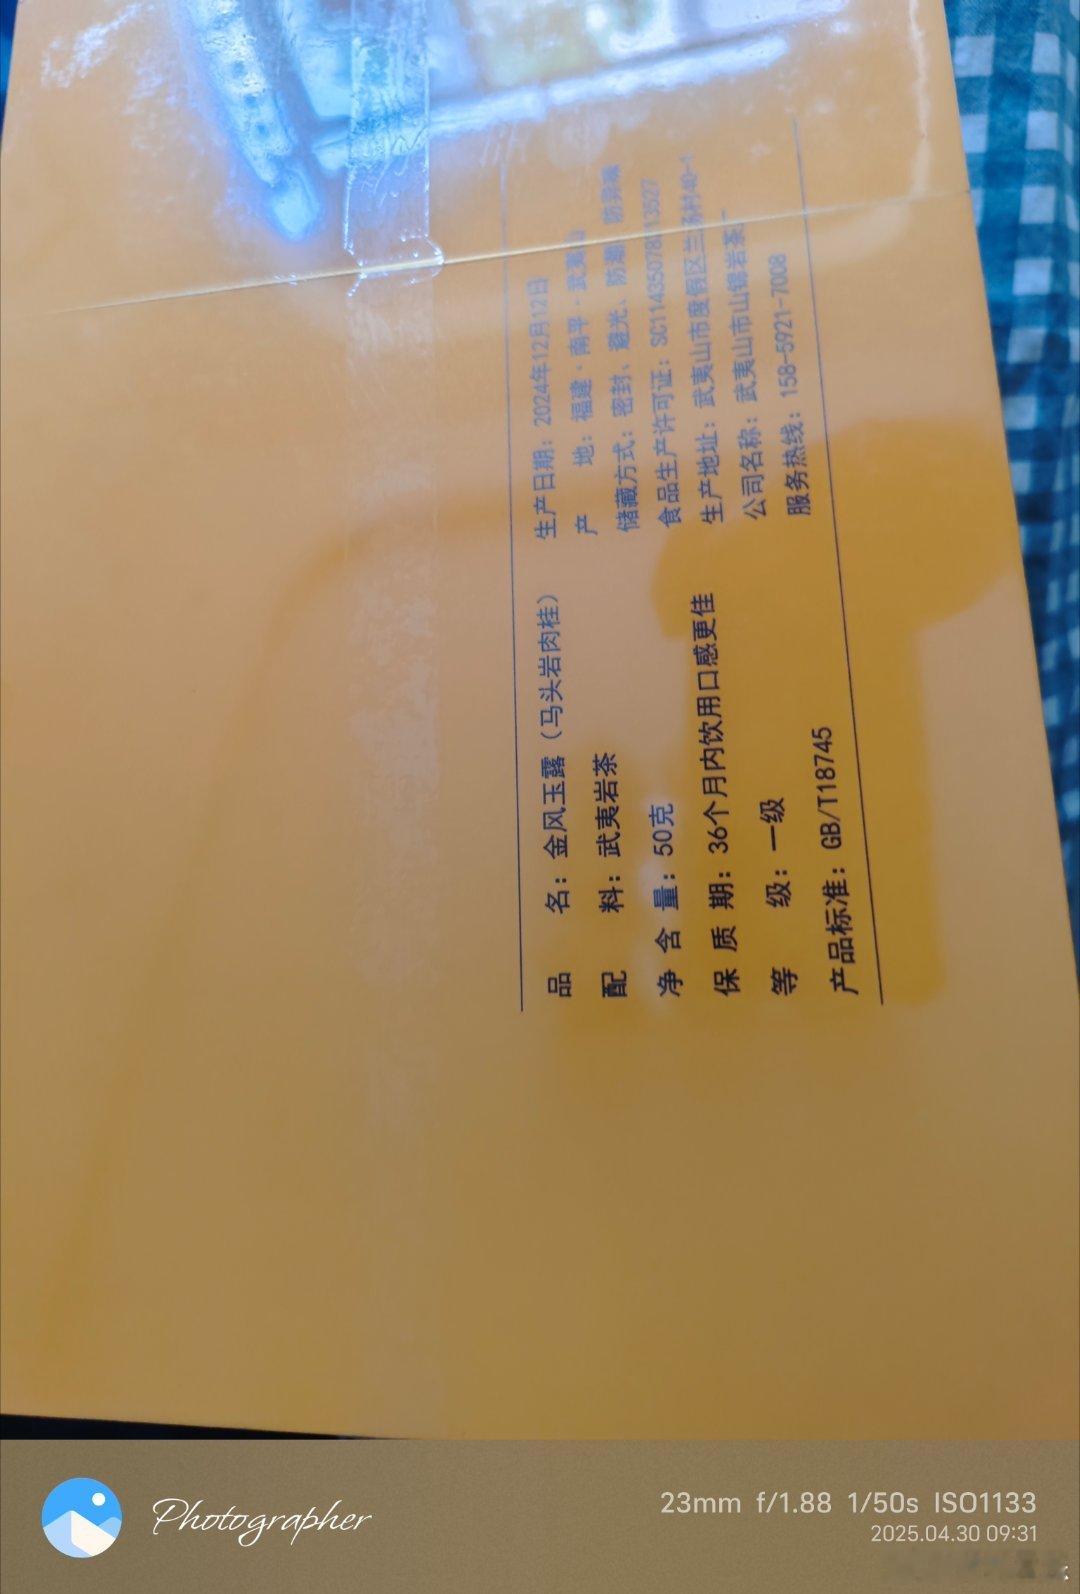 品 名：金风玉露（马头岩肉桂）
配 料：武夷岩茶
净 含 量：50克
保 质 期：36个月内饮用口感更佳
等 级：一级
产品标准：GB/T18745
生产日期：2024年12月12日
产 地：福建·南平·武夷山
储藏方式：密封、避光、防潮、防异味
食品生产许可证：
生产地址：武夷山市度假区兰汤村40-1
公司名称：武夷山市山锦岩茶厂
服务热线：158-5921-7008
Photographer
23mm f/1.88 1/50s ISO1133
2025.04.30 09:31